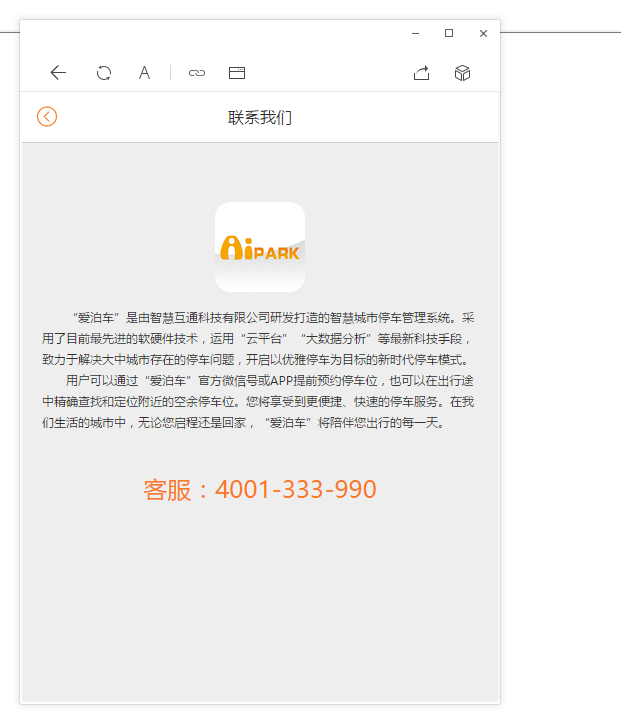 A
联系我们
AiPARK
“爱泊车”是由智慧互通科技有限公司研发打造的智慧城市停车管理系统。采
用了目前最先进的软硬件技术，运用“云平台”“大数据分析”等最新科技手段，
致力于解决大中城市存在的停车问题，开启以优雅停车为目标的新时代停车模式。
用户可以通过“爱泊车”官方微信号或APP提前预约停车位，也可以在出行途
中精确查找和定位附近的空余停车位。您将享受到更便捷、快速的停车服务。在我
们生活的城市中，无论您启程还是回家，“爱泊车”将陪伴您出行的每一天。
客服：4001-333-990